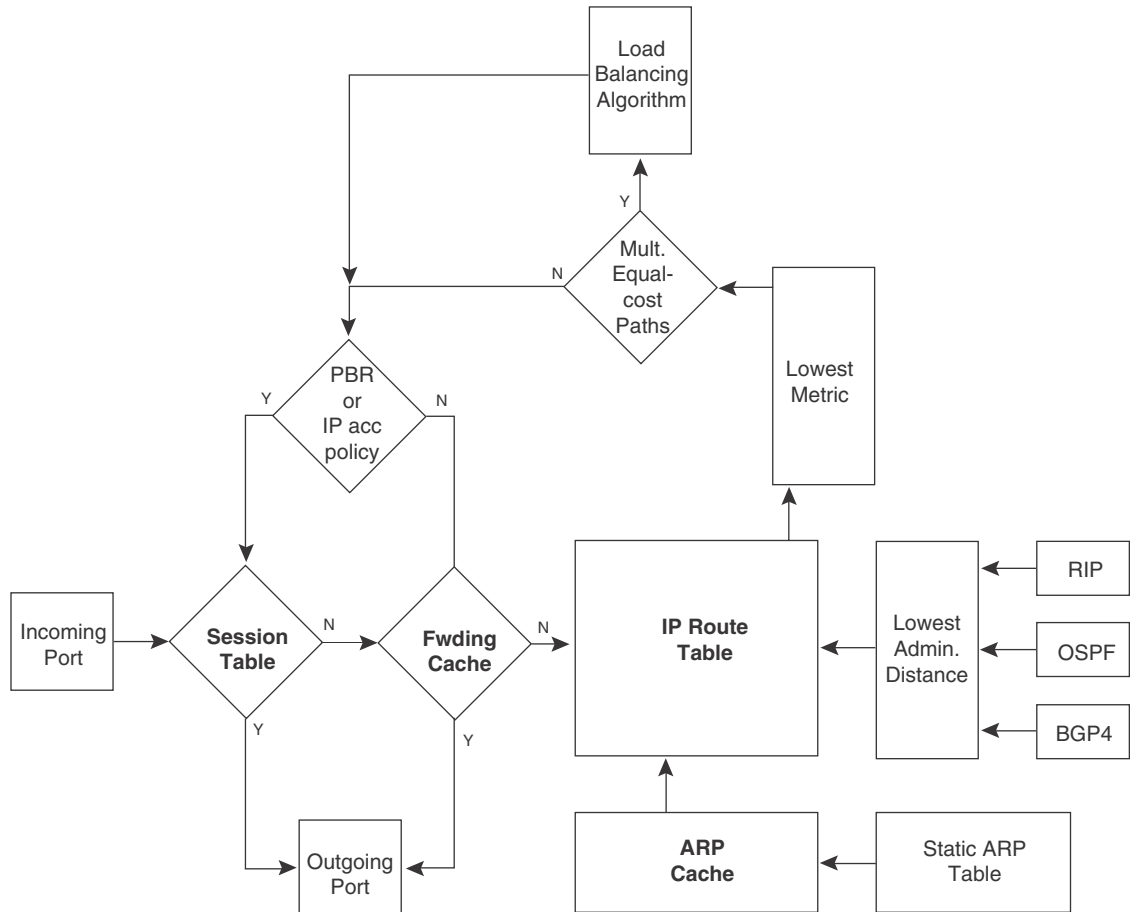 Load
Balancing
Algorithm
Y
Mult.
Equal-
cost
Paths
N
Lowest
Metric
PBR
or
IP acc
policy
Y
N
Incoming
Port
Session
Table
N
Fwding
Cache
N
IP Route
Table
Lowest
Admin.
Distance
RIP
OSPF
BGP4
Y
Y
Outgoing
Port
ARP
Cache
Static ARP
Table